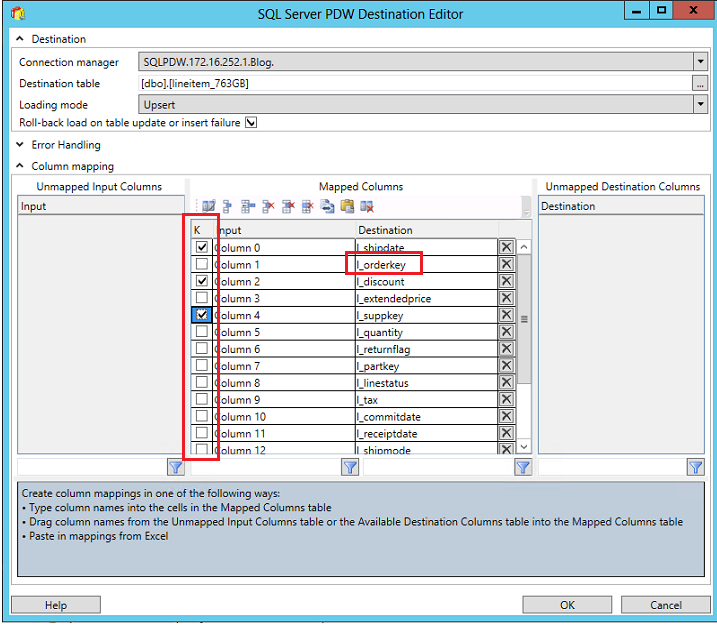 SQL Server PDW Destination Editor
Destination
Connection manager SQLPDW.172.16.252.1.Blog.
Destination table [dbo].[lineitem_763GB] ...
Loading mode Upsert
Roll-back load on table update or insert failure
Error Handling
Column mapping
Unmapped Input Columns Mapped Columns Unmapped Destination Columns
Input Destination
K Input Destination
Column 0 l_shipdate
Column 1 l_orderkey
Column 2 l_discount
Column 3 l_extendedprice
Column 4 l_suppkey
Column 5 l_quantity
Column 6 l_returnflag
Column 7 l_partkey
Column 8 l_linestatus
Column 9 l_tax
Column 10 l_commitdate
Column 11 l_receiptdate
Column 12 l_shipmode
Create column mappings in one of the following ways:
• Type column names into the cells in the Mapped Columns table
• Drag column names from the Unmapped Input Columns table or the Available Destination Columns table into the Mapped Columns table
• Paste in mappings from Excel
Help OK Cancel